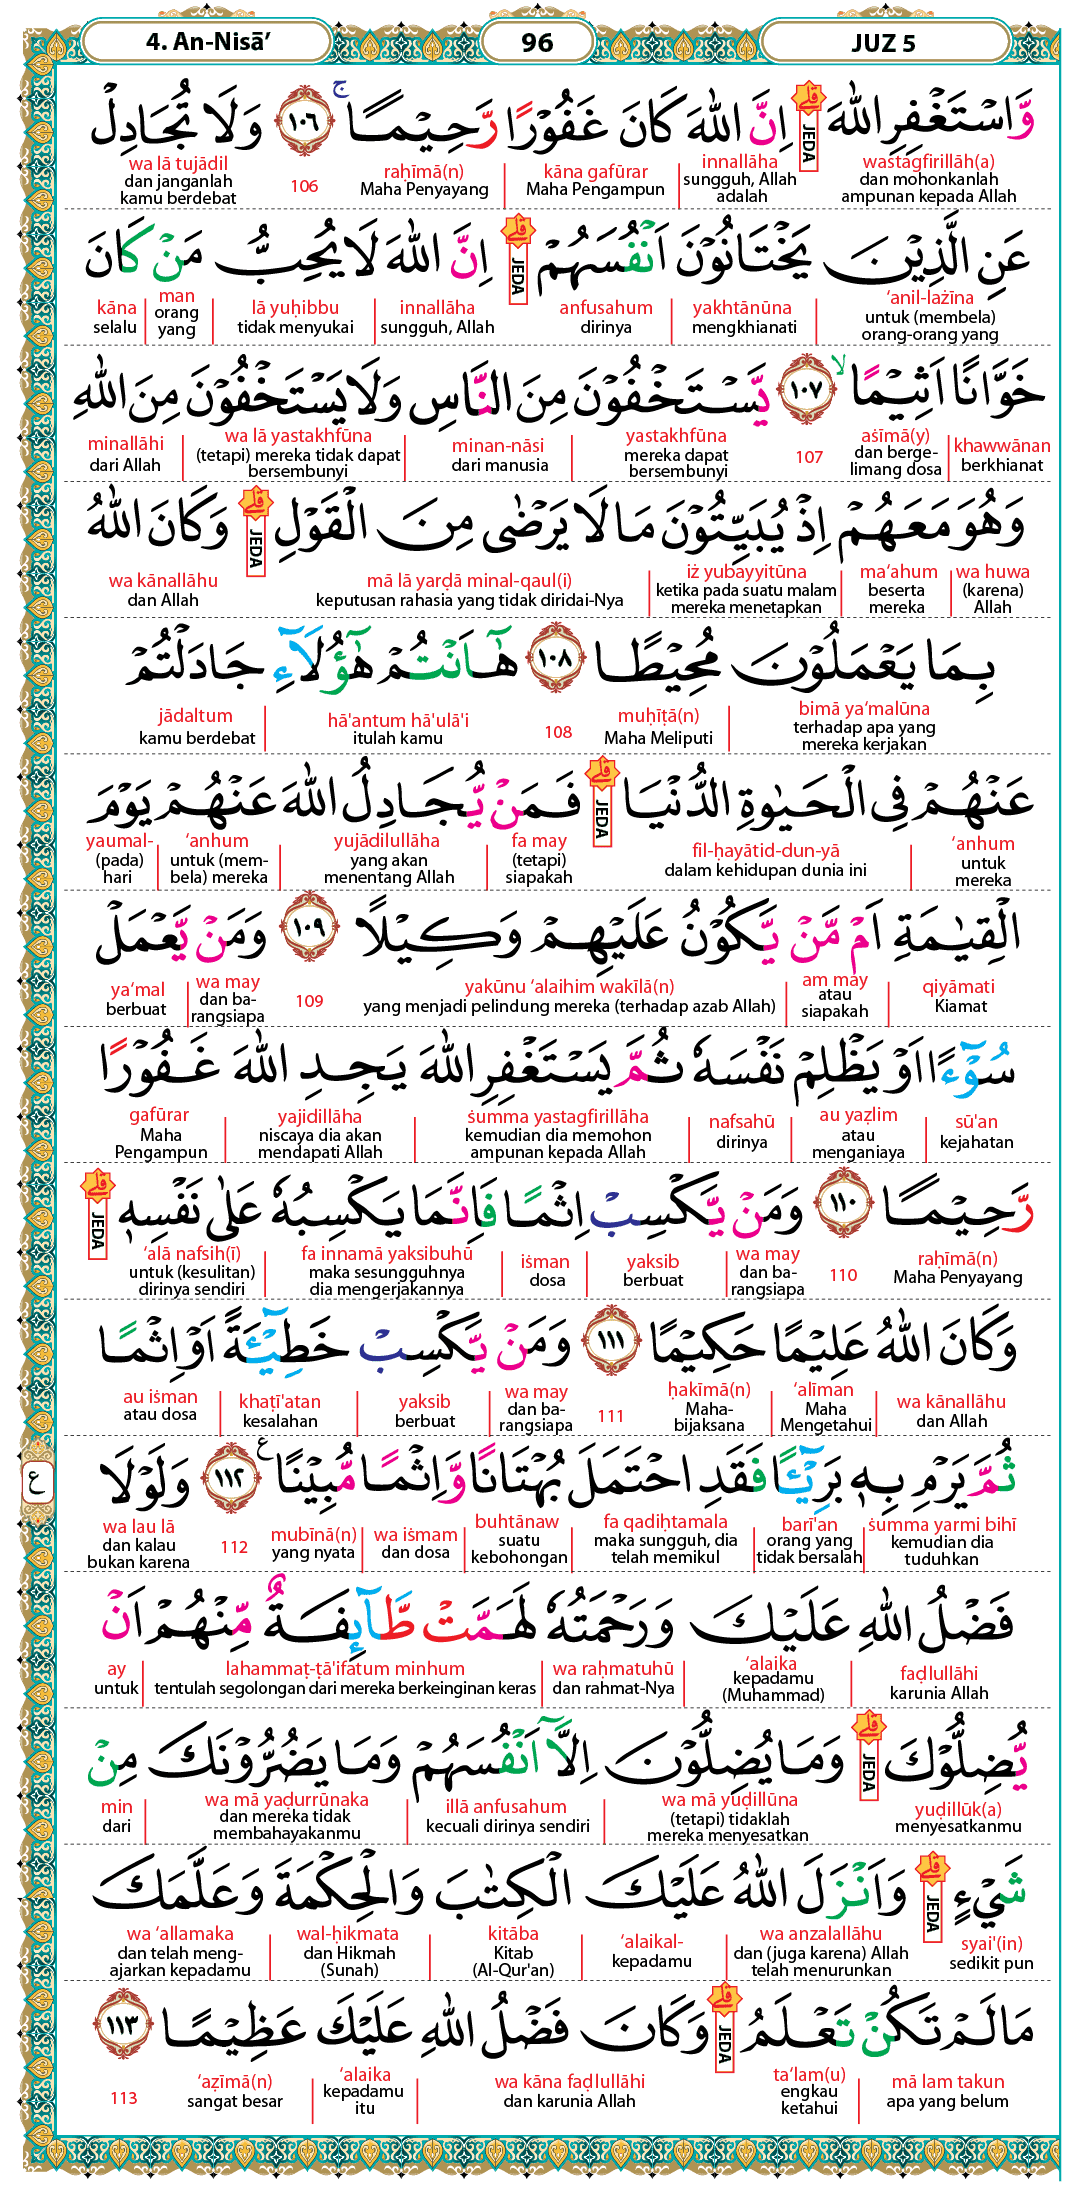 4. An-Nisā’ 96 JUZ 5
وَّاسْتَغْفِرِ اللّٰهَ ۗاِنَّ اللّٰهَ كَانَ غَفُوْرًا رَّحِيْمًاۚ ١٠٦ وَلَا تُجَادِلْ
wastagfirillāh(a) innallāha kāna gafūrar raḥīmā(n) 106 wa lā tujādil
dan mohonkanlah ampunan kepada Allah sungguh, Allah adalah Maha Pengampun Maha Penyayang dan janganlah kamu berdebat
عَنِ الَّذِيْنَ يَخْتَانُوْنَ اَنْفُسَهُمْ ۗاِنَّ اللّٰهَ لَا يُحِبُّ مَنْ كَانَ
‘anil-lażīna yakhtānūna anfusahum innallāha lā yuḥibbu man kāna
untuk (membela) orang-orang yang mengkhianati dirinya sungguh, Allah tidak menyukai orang yang selalu
خَوَّانًا اَثِيْمًاۙ ١٠٧ يَّسْتَخْفُوْنَ مِنَ النَّاسِ وَلَا يَسْتَخْفُوْنَ مِنَ اللّٰهِ
khawwānan aṡīmā(y) 107 yastakhfūna minan-nāsi wa lā yastakhfūna minallāhi
berkhianat dan berge-limang dosa mereka dapat bersembunyi dari manusia (tetapi) mereka tidak dapat bersembunyi dari Allah
وَهُوَ مَعَهُمْ اِذْ يُبَيِّتُوْنَ مَا لَا يَرْضٰى مِنَ الْقَوْلِ ۗ وَكَانَ اللّٰهُ
wa huwa ma‘ahum iż yubayyitūna mā lā yarḍā minal-qaul(i) wa kānallāhu
(karena) Allah beserta mereka ketika pada suatu malam mereka menetapkan keputusan rahasia yang tidak diridai-Nya dan Allah
بِمَا يَعْمَلُوْنَ مُحِيْطًا ١٠٨ هٰٓاَنْتُمْ هٰٓؤُلَاۤءِ جَادَلْتُمْ
bimā ya‘malūna muḥīṭā(n) 108 hā'antum hā'ulā'i jādaltum
terhadap apa yang mereka kerjakan Maha Meliputi itulah kamu kamu berdebat
عَنْهُمْ فِى الْحَيٰوةِ الدُّنْيَا ۗ فَمَنْ يُّجَادِلُ اللّٰهَ عَنْهُمْ يَوْمَ
‘anhum fil-ḥayātid-dun-yā fa may yujādilullāha ‘anhum yaumal-
untuk mereka dalam kehidupan dunia ini (tetapi) siapakah yang akan menentang Allah untuk (mem-bela) mereka (pada) hari
الْقِيٰمَةِ اَمْ مَّنْ يَّكُوْنُ عَلَيْهِمْ وَكِيْلًا ١٠٩ وَمَنْ يَّعْمَلْ
qiyāmati am may yakūnu ‘alaihim wakīlā(n) 109 wa may ya‘mal
Kiamat atau siapakah yang menjadi pelindung mereka (terhadap azab Allah) dan ba-rangsiapa berbuat
سُوْۤءًا اَوْ يَظْلِمْ نَفْسَهٗ ثُمَّ يَسْتَغْفِرِ اللّٰهَ يَجِدِ اللّٰهَ غَفُوْرًا
sū'an au yaẓlim nafsahū ṡumma yastagfirillāha yajidillāha gafūrar
kejahatan atau menganiaya dirinya kemudian dia memohon ampunan kepada Allah niscaya dia akan mendapati Allah Maha Pengampun
رَّحِيْمًا ١١٠ وَمَنْ يَّكْسِبْ اِثْمًا فَاِنَّمَا يَكْسِبُهٗ عَلٰى نَفْسِهٖ ۗ
raḥīmā(n) 110 wa may yaksib iṡman fa innamā yaksibuhū ‘alā nafsih(ī)
Maha Penyayang dan ba-rangsiapa berbuat dosa maka sesungguhnya dia mengerjakannya untuk (kesulitan) dirinya sendiri
وَكَانَ اللّٰهُ عَلِيْمًا حَكِيْمًا ١١١ وَمَنْ يَّكْسِبْ خَطِيْۤـَٔةً اَوْ اِثْمًا
wa kānallāhu ‘alīman ḥakīmā(n) 111 wa may yaksib khaṭī'atan au iṡman
dan Allah Maha Mengetahui Maha-bijaksana dan ba-rangsiapa berbuat kesalahan atau dosa
ثُمَّ يَرْمِ بِهٖ بَرِيْۤـًٔا فَقَدِ احْتَمَلَ بُهْتَانًا وَّاِثْمًا مُّبِيْنًا ࣖ ١١٢ وَلَوْلَا
ع
ṡumma yarmi bihī barī'an fa qadiḥtamala buhtānaw wa iṡmam mubīnā(n) 112 wa lau lā
kemudian dia tuduhkan orang yang tidak bersalah maka sungguh, dia telah memikul suatu kebohongan dan dosa yang nyata dan kalau bukan karena
فَضْلُ اللّٰهِ عَلَيْكَ وَرَحْمَتُهٗ لَهَمَّتْ طَّاۤىِٕفَةٌ مِّنْهُمْ اَنْ
faḍlullāhi ‘alaika wa raḥmatuhū lahammaṭ-ṭā'ifatum minhum ay
karunia Allah kepadamu (Muhammad) dan rahmat-Nya tentulah segolongan dari mereka berkeinginan keras untuk
يُّضِلُّوْكَ ۗ وَمَا يُضِلُّوْنَ اِلَّآ اَنْفُسَهُمْ وَمَا يَضُرُّوْنَكَ مِنْ
yuḍillūk(a) wa mā yuḍillūna illā anfusahum wa mā yaḍurrūnaka min
menyesatkanmu (tetapi) tidaklah mereka menyesatkan kecuali dirinya sendiri dan mereka tidak membahayakanmu dari
شَيْءٍ ۗ وَاَنْزَلَ اللّٰهُ عَلَيْكَ الْكِتٰبَ وَالْحِكْمَةَ وَعَلَّمَكَ
syai'(in) wa anzalallāhu ‘alaikal- kitāba wal-ḥikmata wa ‘allamaka
sedikit pun dan (juga karena) Allah telah menurunkan kepadamu Kitab (Al-Qur'an) dan Hikmah (Sunah) dan telah meng-ajarkan kepadamu
مَا لَمْ تَكُنْ تَعْلَمُ ۗ وَكَانَ فَضْلُ اللّٰهِ عَلَيْكَ عَظِيْمًا ١١٣
mā lam takun ta‘lam(u) wa kāna faḍlullāhi ‘alaika ‘aẓīmā(n) 113
apa yang belum engkau ketahui dan karunia Allah kepadamu itu sangat besar